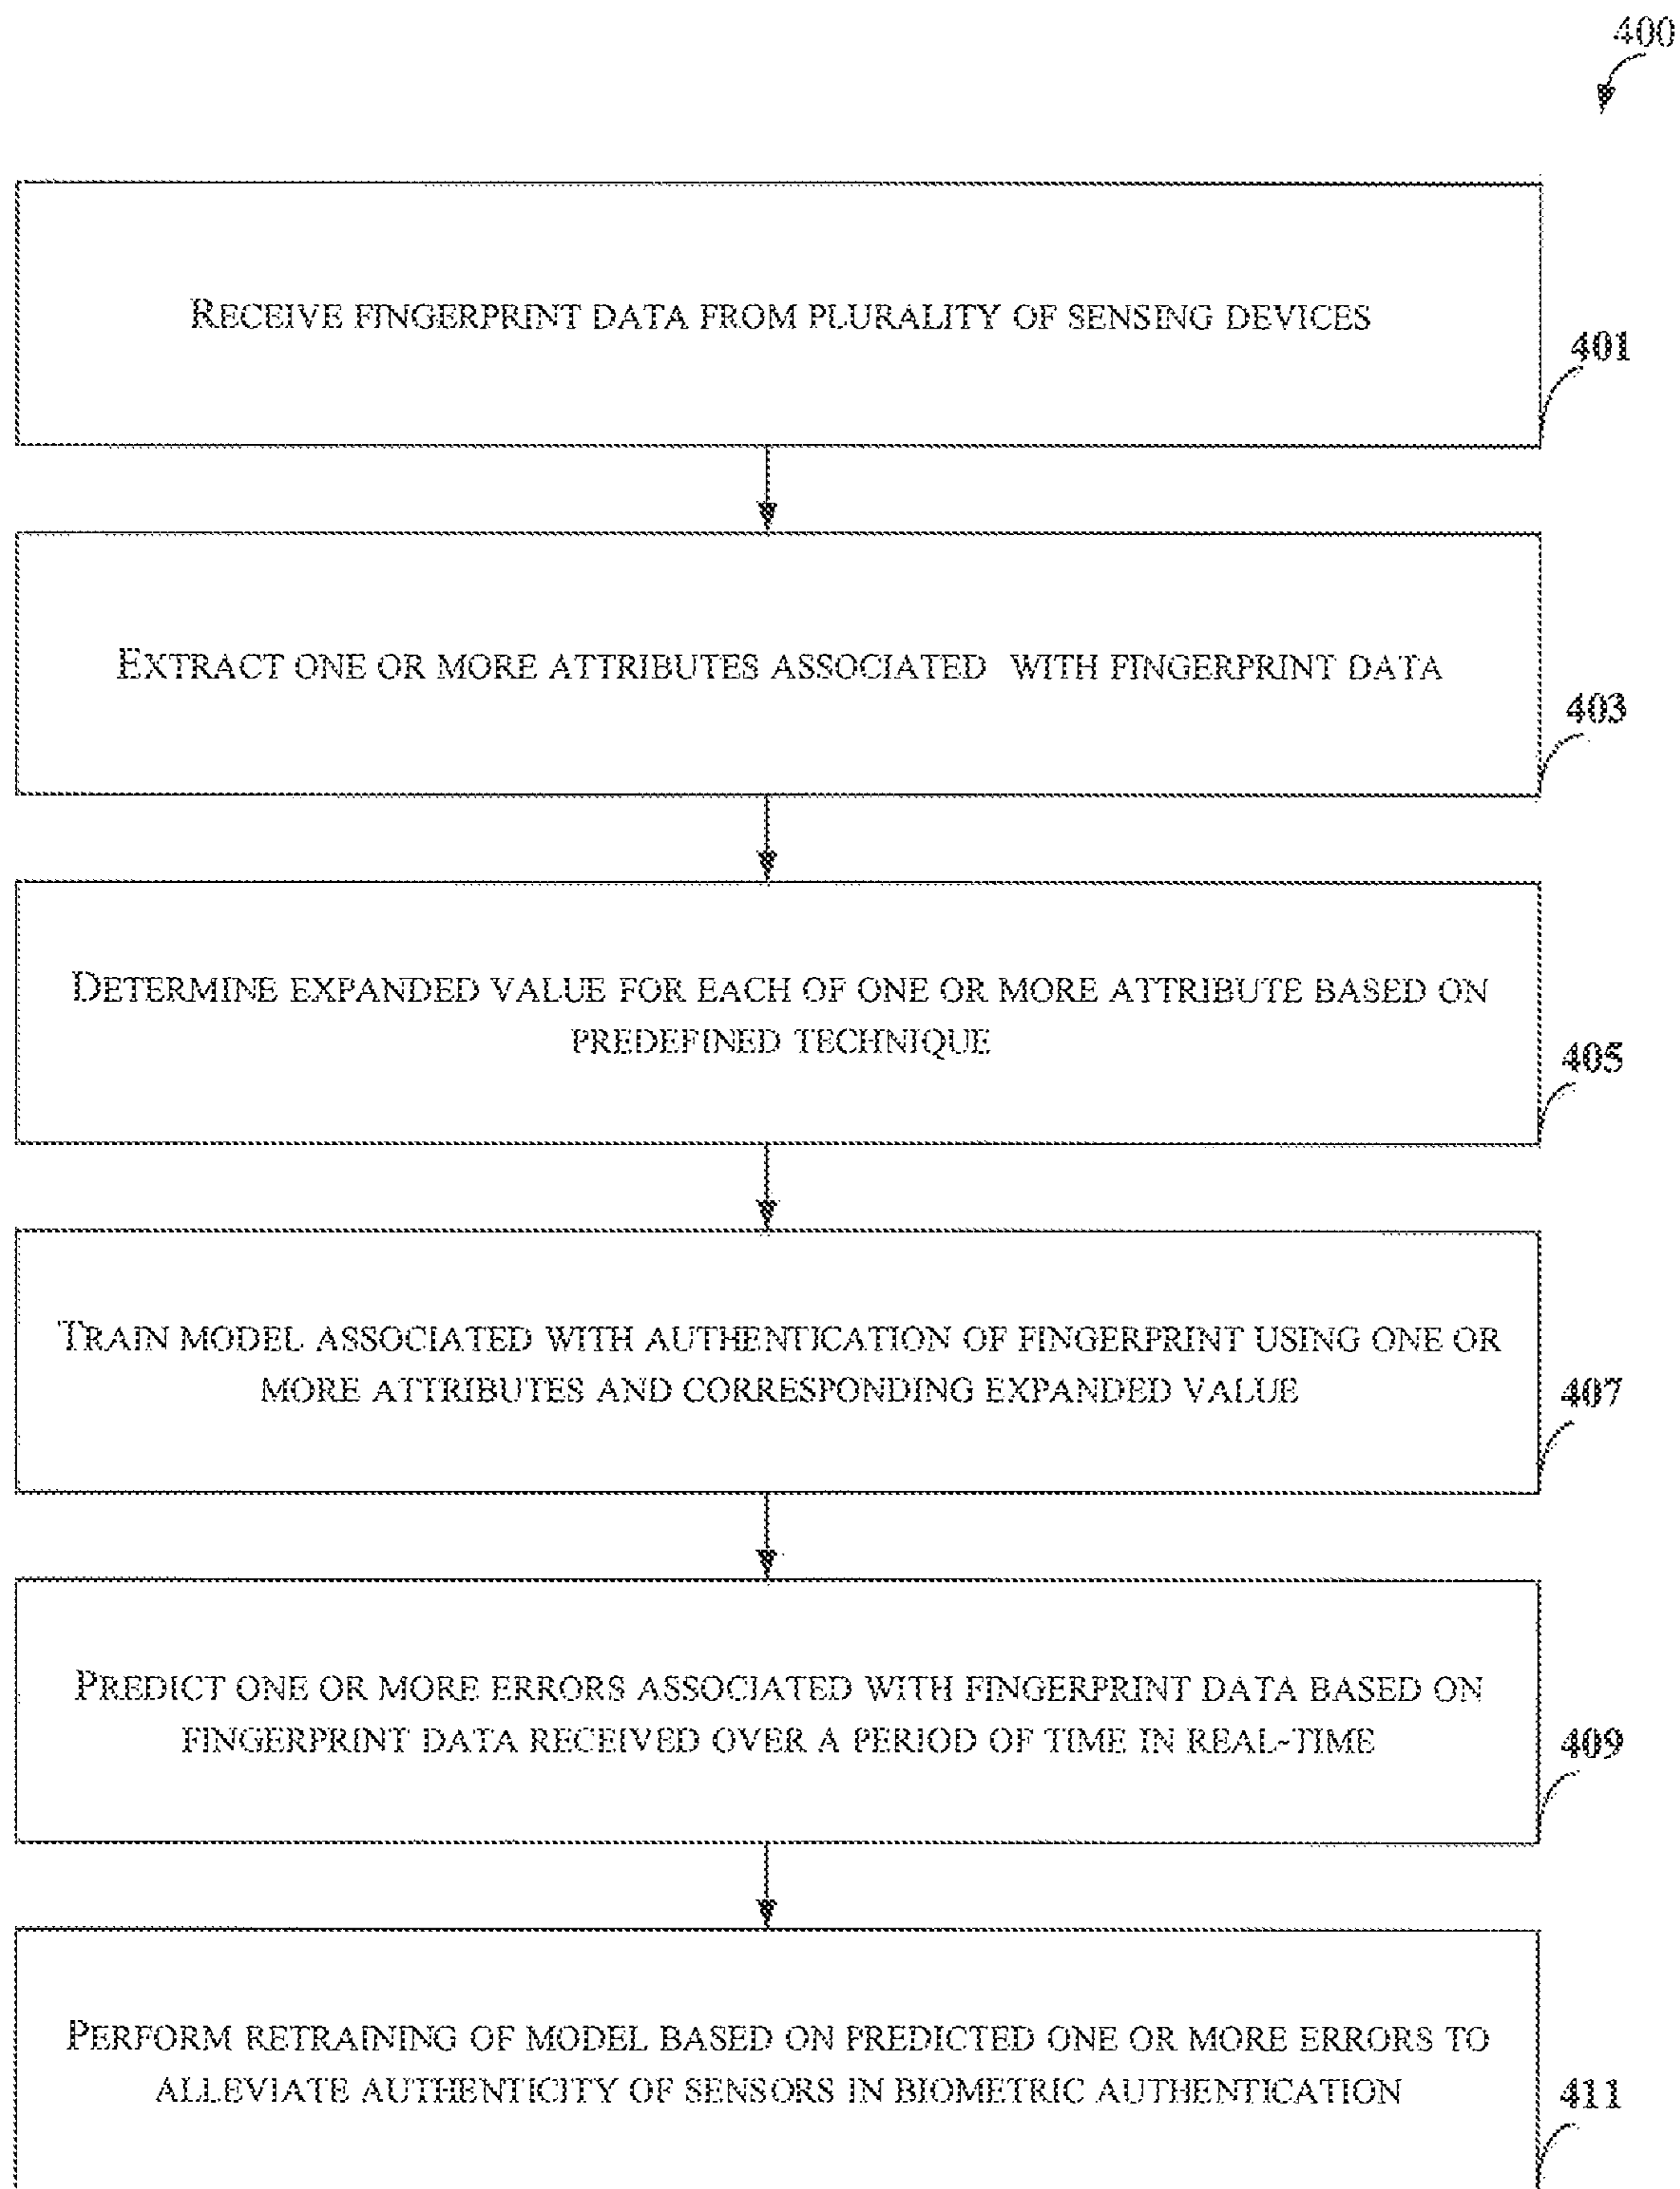 400
RECEIVE FINGERPRINT DATA FROM PLURALITY OF SENSING DEVICES
401
EXTRACT ONE OR MORE ATTRIBUTES ASSOCIATED WITH FINGERPRINT DATA
403
DETERMINE EXPANDED VALUE FOR EACH OF ONE OR MORE ATTRIBUTE BASED ON
PREDEFINED TECHNIQUE
405
TRAIN MODEL ASSOCIATED WITH AUTHENTICATION OF FINGERPRINT USING ONE OR
MORE ATTRIBUTES AND CORRESPONDING EXPANDED VALUE
407
PREDICT ONE OR MORE ERRORS ASSOCIATED WITH FINGERPRINT DATA BASED ON
FINGERPRINT DATA RECEIVED OVER A PERIOD OF TIME IN REAL-TIME
409
PERFORM RETRAINING OF MODEL BASED ON PREDICTED ONE OR MORE ERRORS TO
ALLEVIATE AUTHENTICITY OF SENSORS IN BIOMETRIC AUTHENTICATION
411